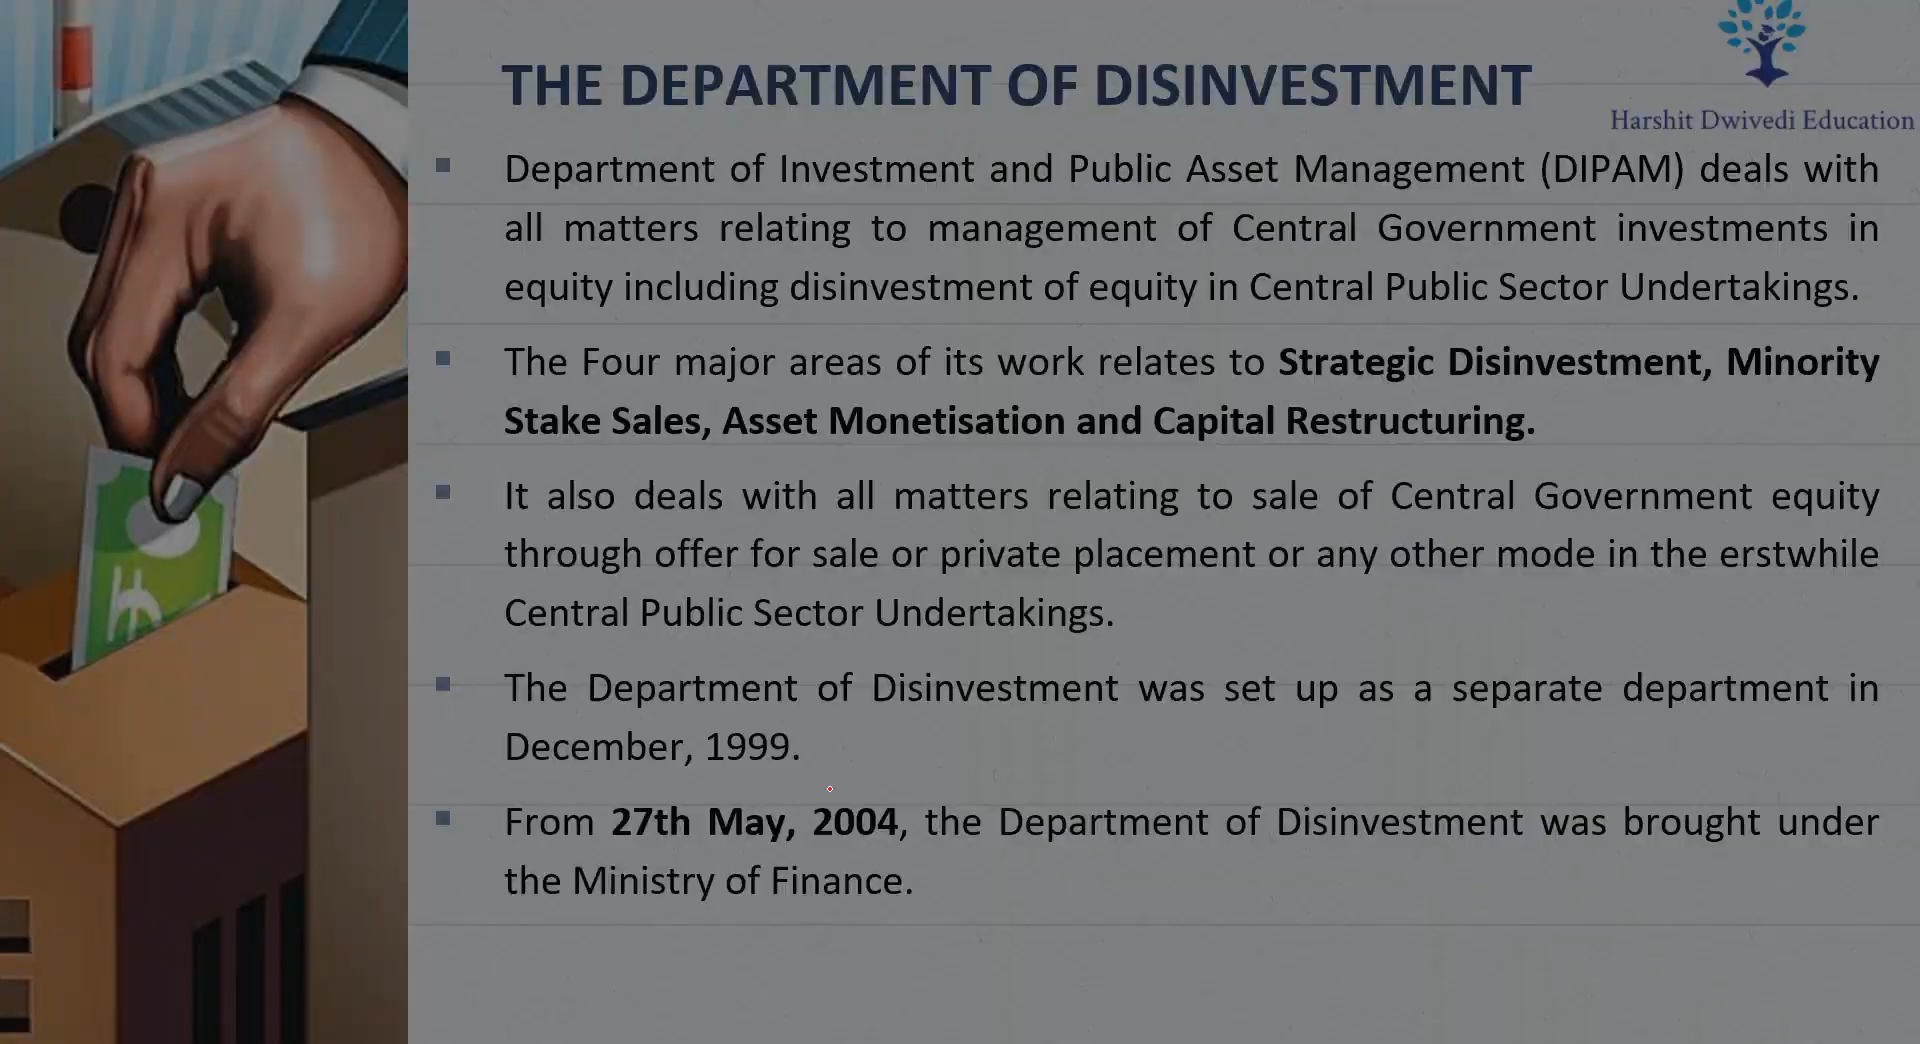 THE DEPARTMENT OF DISINVESTMENT
Harshit Dwivedi Education
▪ Department of Investment and Public Asset Management (DIPAM) deals with
all matters relating to management of Central Government investments in
equity including disinvestment of equity in Central Public Sector Undertakings.
▪ The Four major areas of its work relates to Strategic Disinvestment, Minority
Stake Sales, Asset Monetisation and Capital Restructuring.
▪ It also deals with all matters relating to sale of Central Government equity
through offer for sale or private placement or any other mode in the erstwhile
Central Public Sector Undertakings.
▪ The Department of Disinvestment was set up as a separate department in
December, 1999.
▪ From 27th May, 2004, the Department of Disinvestment was brought under
the Ministry of Finance.